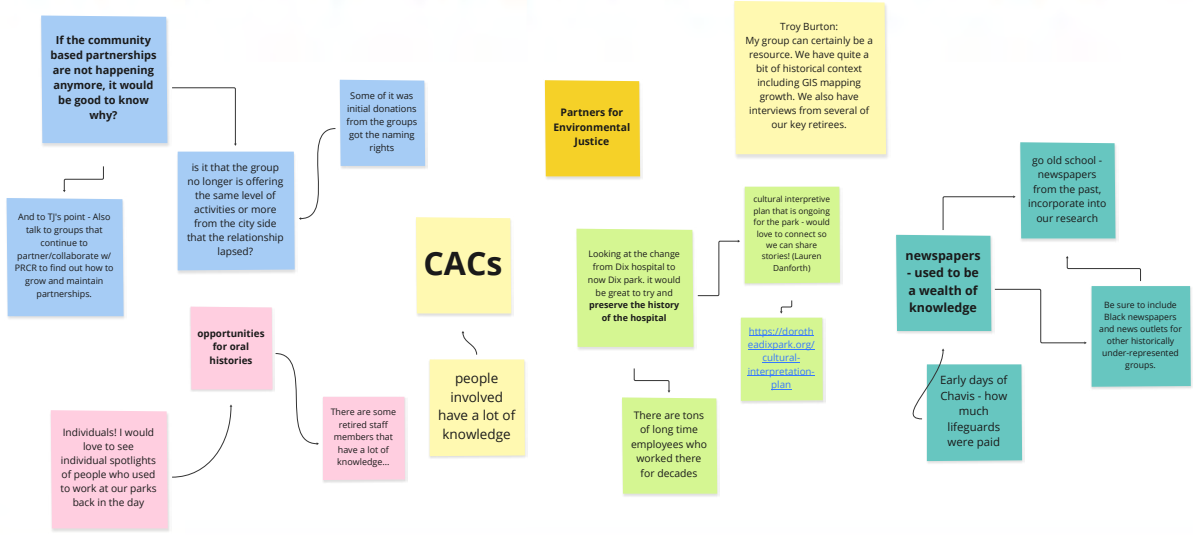 If the community
based partnerships
are not happening
anymore, it would
be good to know
why?
Some of it was
initial donations
from the groups
got the naming
rights
is it that the group
no longer is offering
the same level of
activities or more
from the city side
that the relationship
lapsed?
And to TJ's point - Also
talk to groups that
continue to
partner/collaborate w/
PRCR to find out how to
grow and maintain
partnerships.
opportunities
for oral
histories
Individuals! I would
love to see
individual spotlights
of people who used
to work at our parks
back in the day
There are some
retired staff
members that
have a lot of
knowledge...
CACs
people
involved
have a lot of
knowledge
Partners for
Environmental
Justice
Troy Burton:
My group can certainly be a
resource. We have quite a
bit of historical context
including GIS mapping
growth. We also have
interviews from several of
our key retirees.
Looking at the change
from Dix hospital to
now Dix park. it would
be great to try and
preserve the history
of the hospital
cultural interpretive
plan that is ongoing
for the park - would
love to connect so
we can share
stories! (Lauren
Danforth)
https://dorot
headixpark.org/
cultural-
interpretation-
plan
There are tons
of long time
employees who
worked there
for decades
newspapers
- used to be
a wealth of
knowledge
go old school -
newspapers
from the past,
incorporate into
our research
Be sure to include
Black newspapers
and news outlets for
other historically
under-represented
groups.
Early days of
Chavis - how
much
lifeguards
were paid